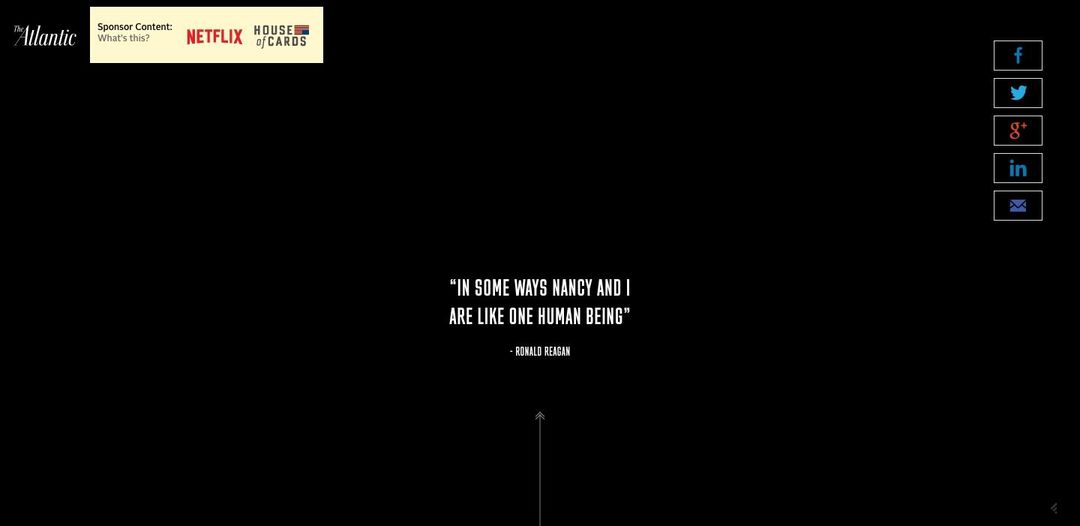 The
Atlantic
Sponsor Content:
What's this?
NETFLIX
HOUSE
of CARDS
f
g+
in
“IN SOME WAYS NANCY AND I
ARE LIKE ONE HUMAN BEING”
- RONALD REAGAN